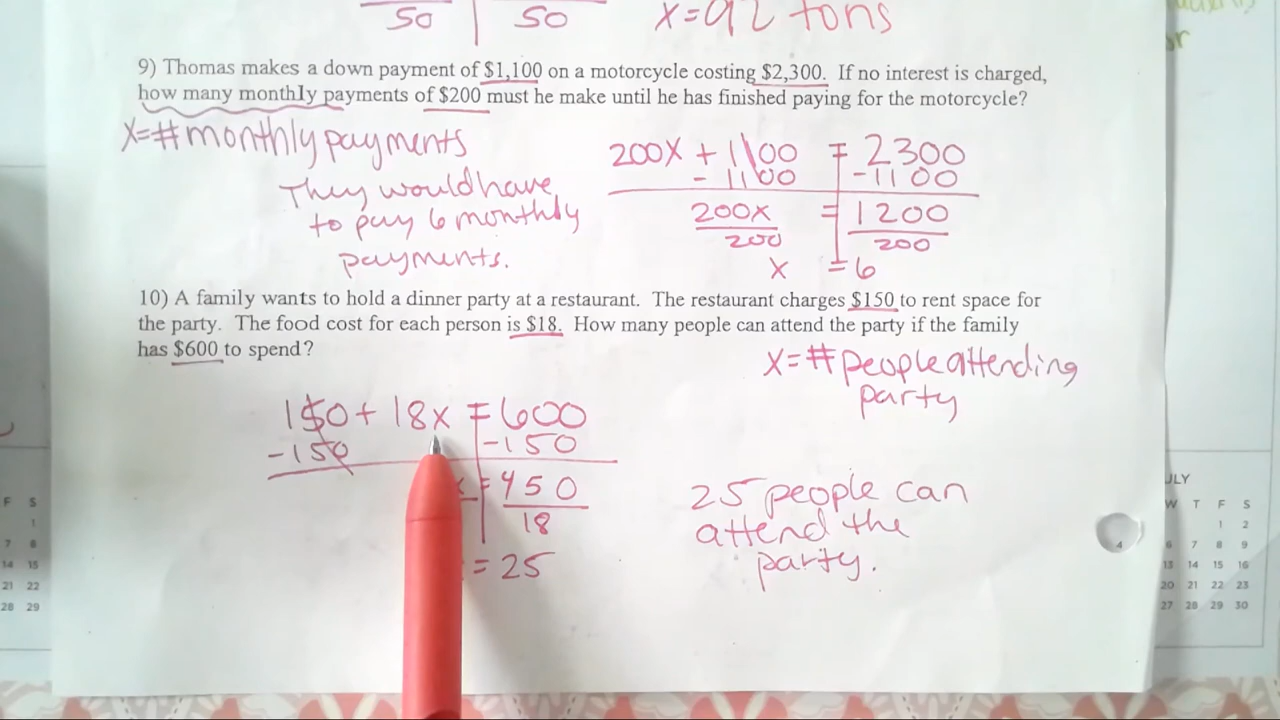 50 50 x=92 tons
9) Thomas makes a down payment of $1,100 on a motorcycle costing $2,300. If no interest is charged,
how many monthly payments of $200 must he make until he has finished paying for the motorcycle?
X=#monthly payments
They would have
to pay 6 monthly
payments.
200X + 1100 = 2300
- 1100 -1100
200x = 1200
200 200
x = 6
10) A family wants to hold a dinner party at a restaurant. The restaurant charges $150 to rent space for
the party. The food cost for each person is $18. How many people can attend the party if the family
has $600 to spend?
X=#people attending
party
150 + 18x = 600
-150 -150
= 450
18
= 25
25 people can
attend the
party.
F S
1
7 8
14 15
21 22
28 29
JULY
W T F S
1 2
4 6 7 8 9
13 14 15 16
20 21 22 23
27 28 29 30